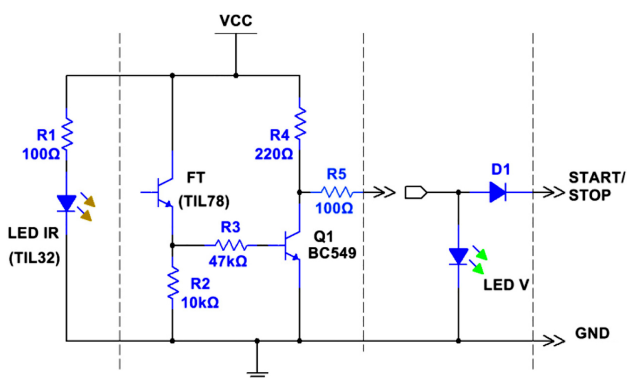 VCC
R1
100Ω
LED IR
(TIL32)
FT
(TIL78)
R2
10kΩ
R3
47kΩ
R4
220Ω
Q1
BC549
R5
100Ω
D1
START/
STOP
LED V
GND